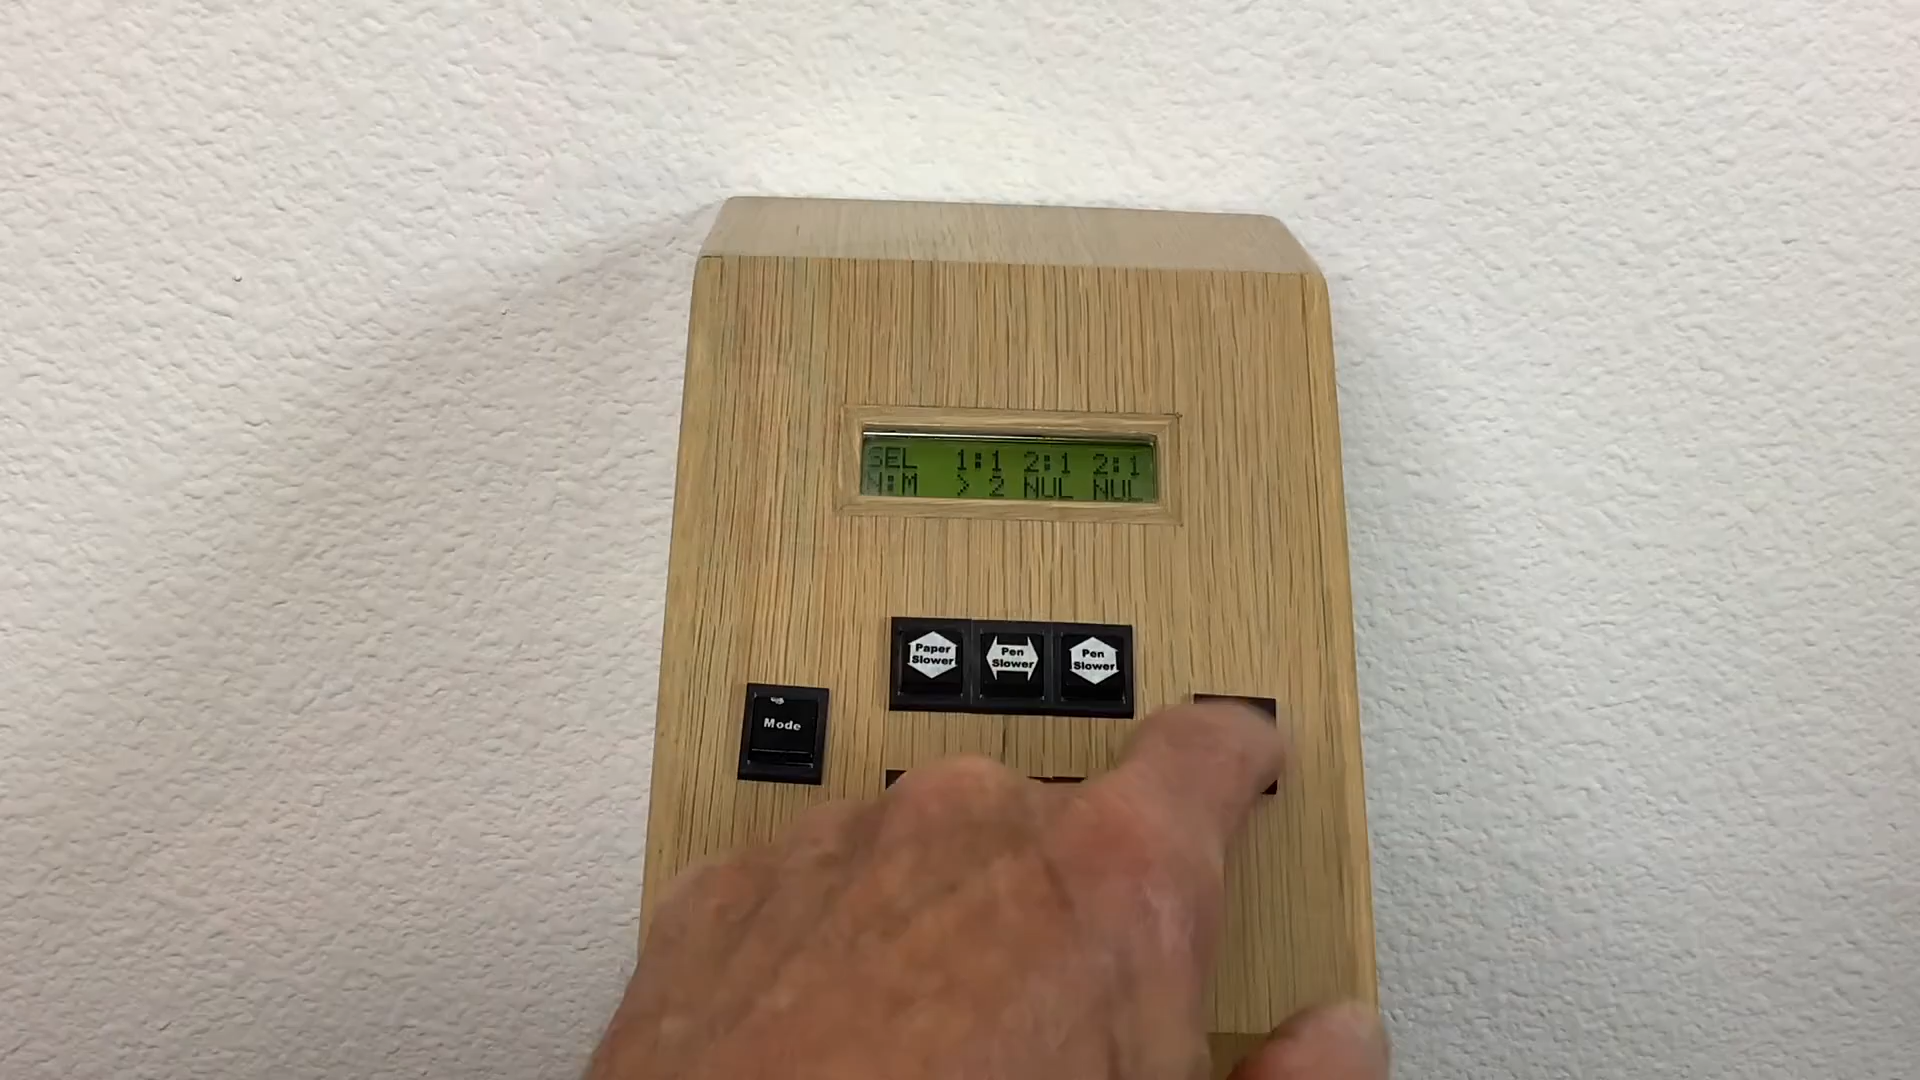 SEL 1:1 2:1 2:1
N:M > 2 NUL NUL
Paper
Slower
Pen
Slower
Pen
Slower
Mode